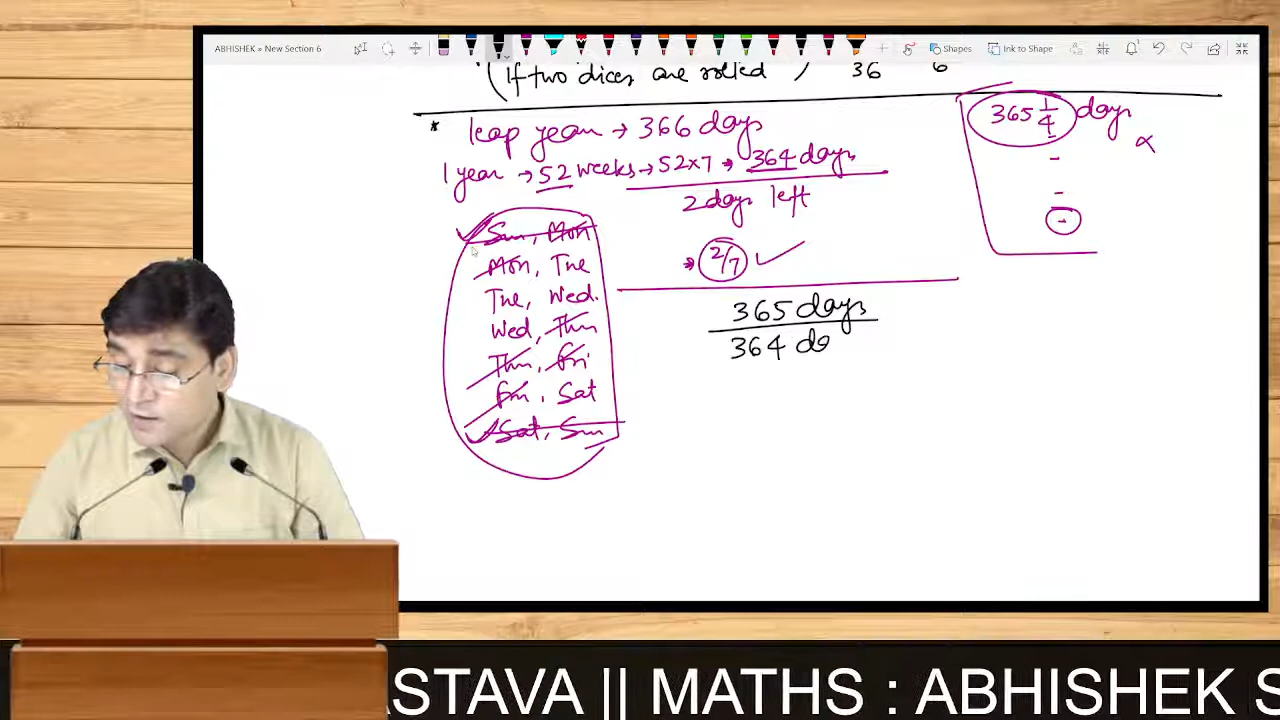 ABHISHEK » New Section 6
Shapes
Ink to Shape
(If two dices are rolled ) 36 6
* leap year → 366 days
1 year → 52 weeks → 52×7 → 364 days
2 days left
→ 2/7 ✓
✓ Sun, Mon
Mon, Tue
Tue, Wed.
Wed, Thu
Thu, Fri
Fri, Sat
✓ Sat, Sun
365 days
364 da
365 1/4 days
ASTAVA || MATHS : ABHISHEK S